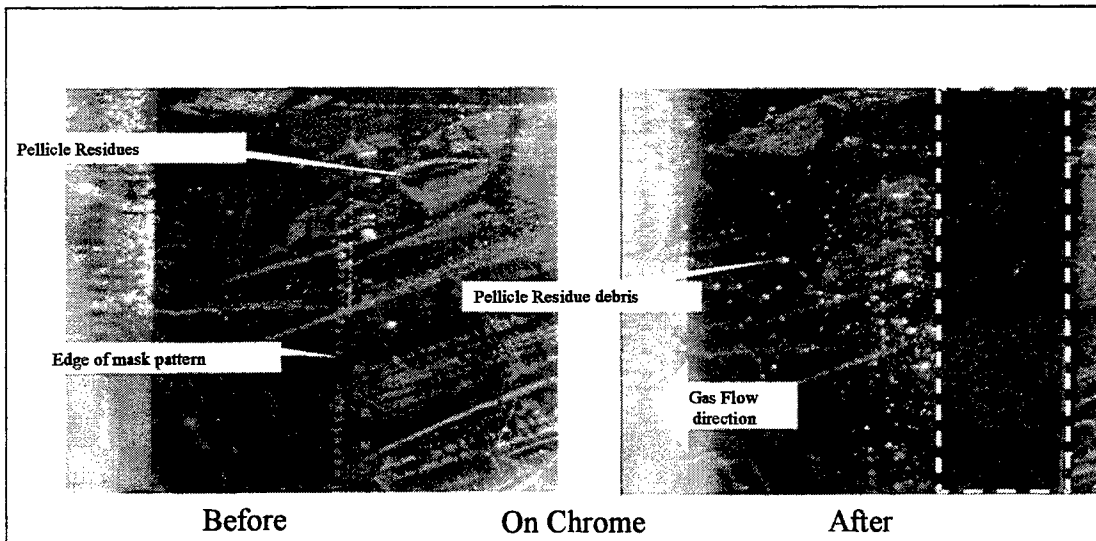 Pellicle Residues
Edge of mask pattern
Pellicle Residue debris
Gas Flow
direction
Before
On Chrome
After